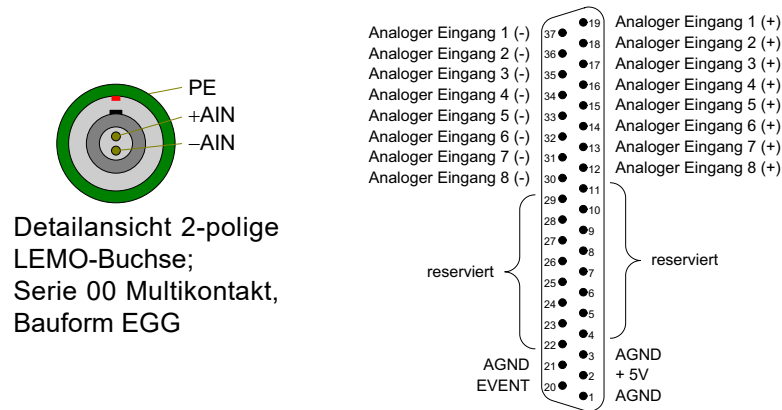 PE
+AIN
−AIN
Detailansicht 2-polige
LEMO-Buchse;
Serie 00 Multikontakt,
Bauform EGG
Analoger Eingang 1 (-)
Analoger Eingang 2 (-)
Analoger Eingang 3 (-)
Analoger Eingang 4 (-)
Analoger Eingang 5 (-)
Analoger Eingang 6 (-)
Analoger Eingang 7 (-)
Analoger Eingang 8 (-)
reserviert
AGND
EVENT
37
36
35
34
33
32
31
30
29
28
27
26
25
24
23
22
21
20
19
18
17
16
15
14
13
12
11
10
9
8
7
6
5
4
3
2
1
Analoger Eingang 1 (+)
Analoger Eingang 2 (+)
Analoger Eingang 3 (+)
Analoger Eingang 4 (+)
Analoger Eingang 5 (+)
Analoger Eingang 6 (+)
Analoger Eingang 7 (+)
Analoger Eingang 8 (+)
reserviert
AGND
+ 5V
AGND